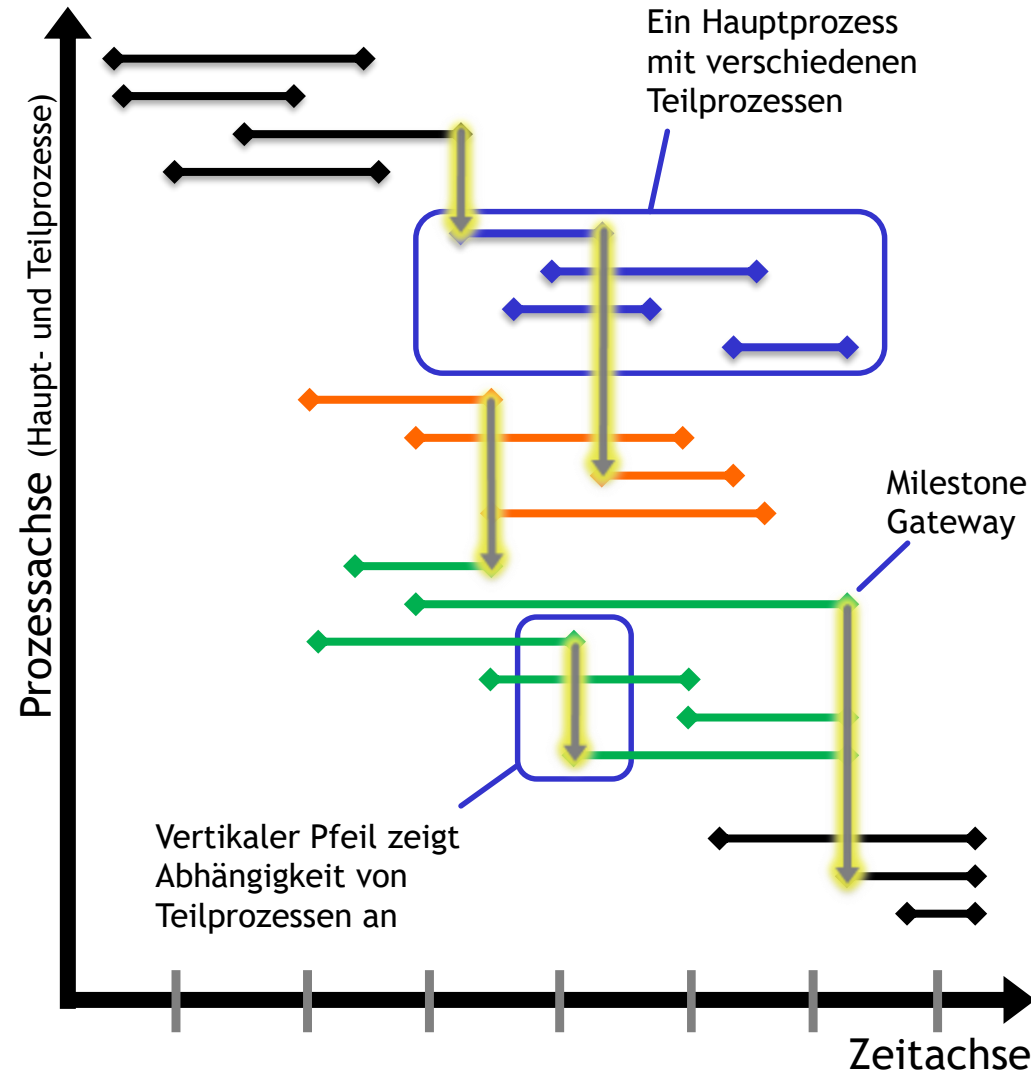 Ein Hauptprozess
mit verschiedenen
Teilprozessen
Prozessachse (Haupt- und Teilprozesse)
Milestone
Gateway
Vertikaler Pfeil zeigt
Abhängigkeit von
Teilprozessen an
Zeitachse